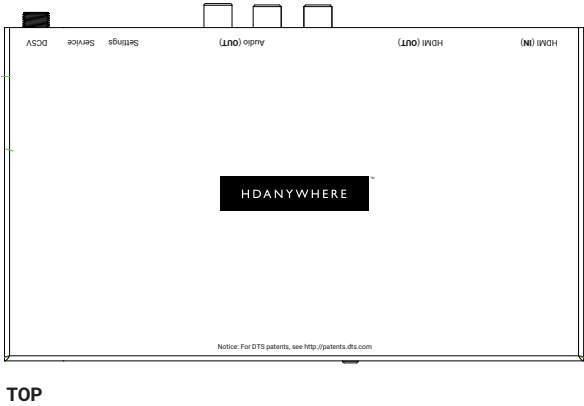 DC5V Service Settings Audio (OUT) HDMI (OUT) HDMI (IN)
HDANYWHERE
Notice: For DTS patents, see http://patents.dts.com
TOP